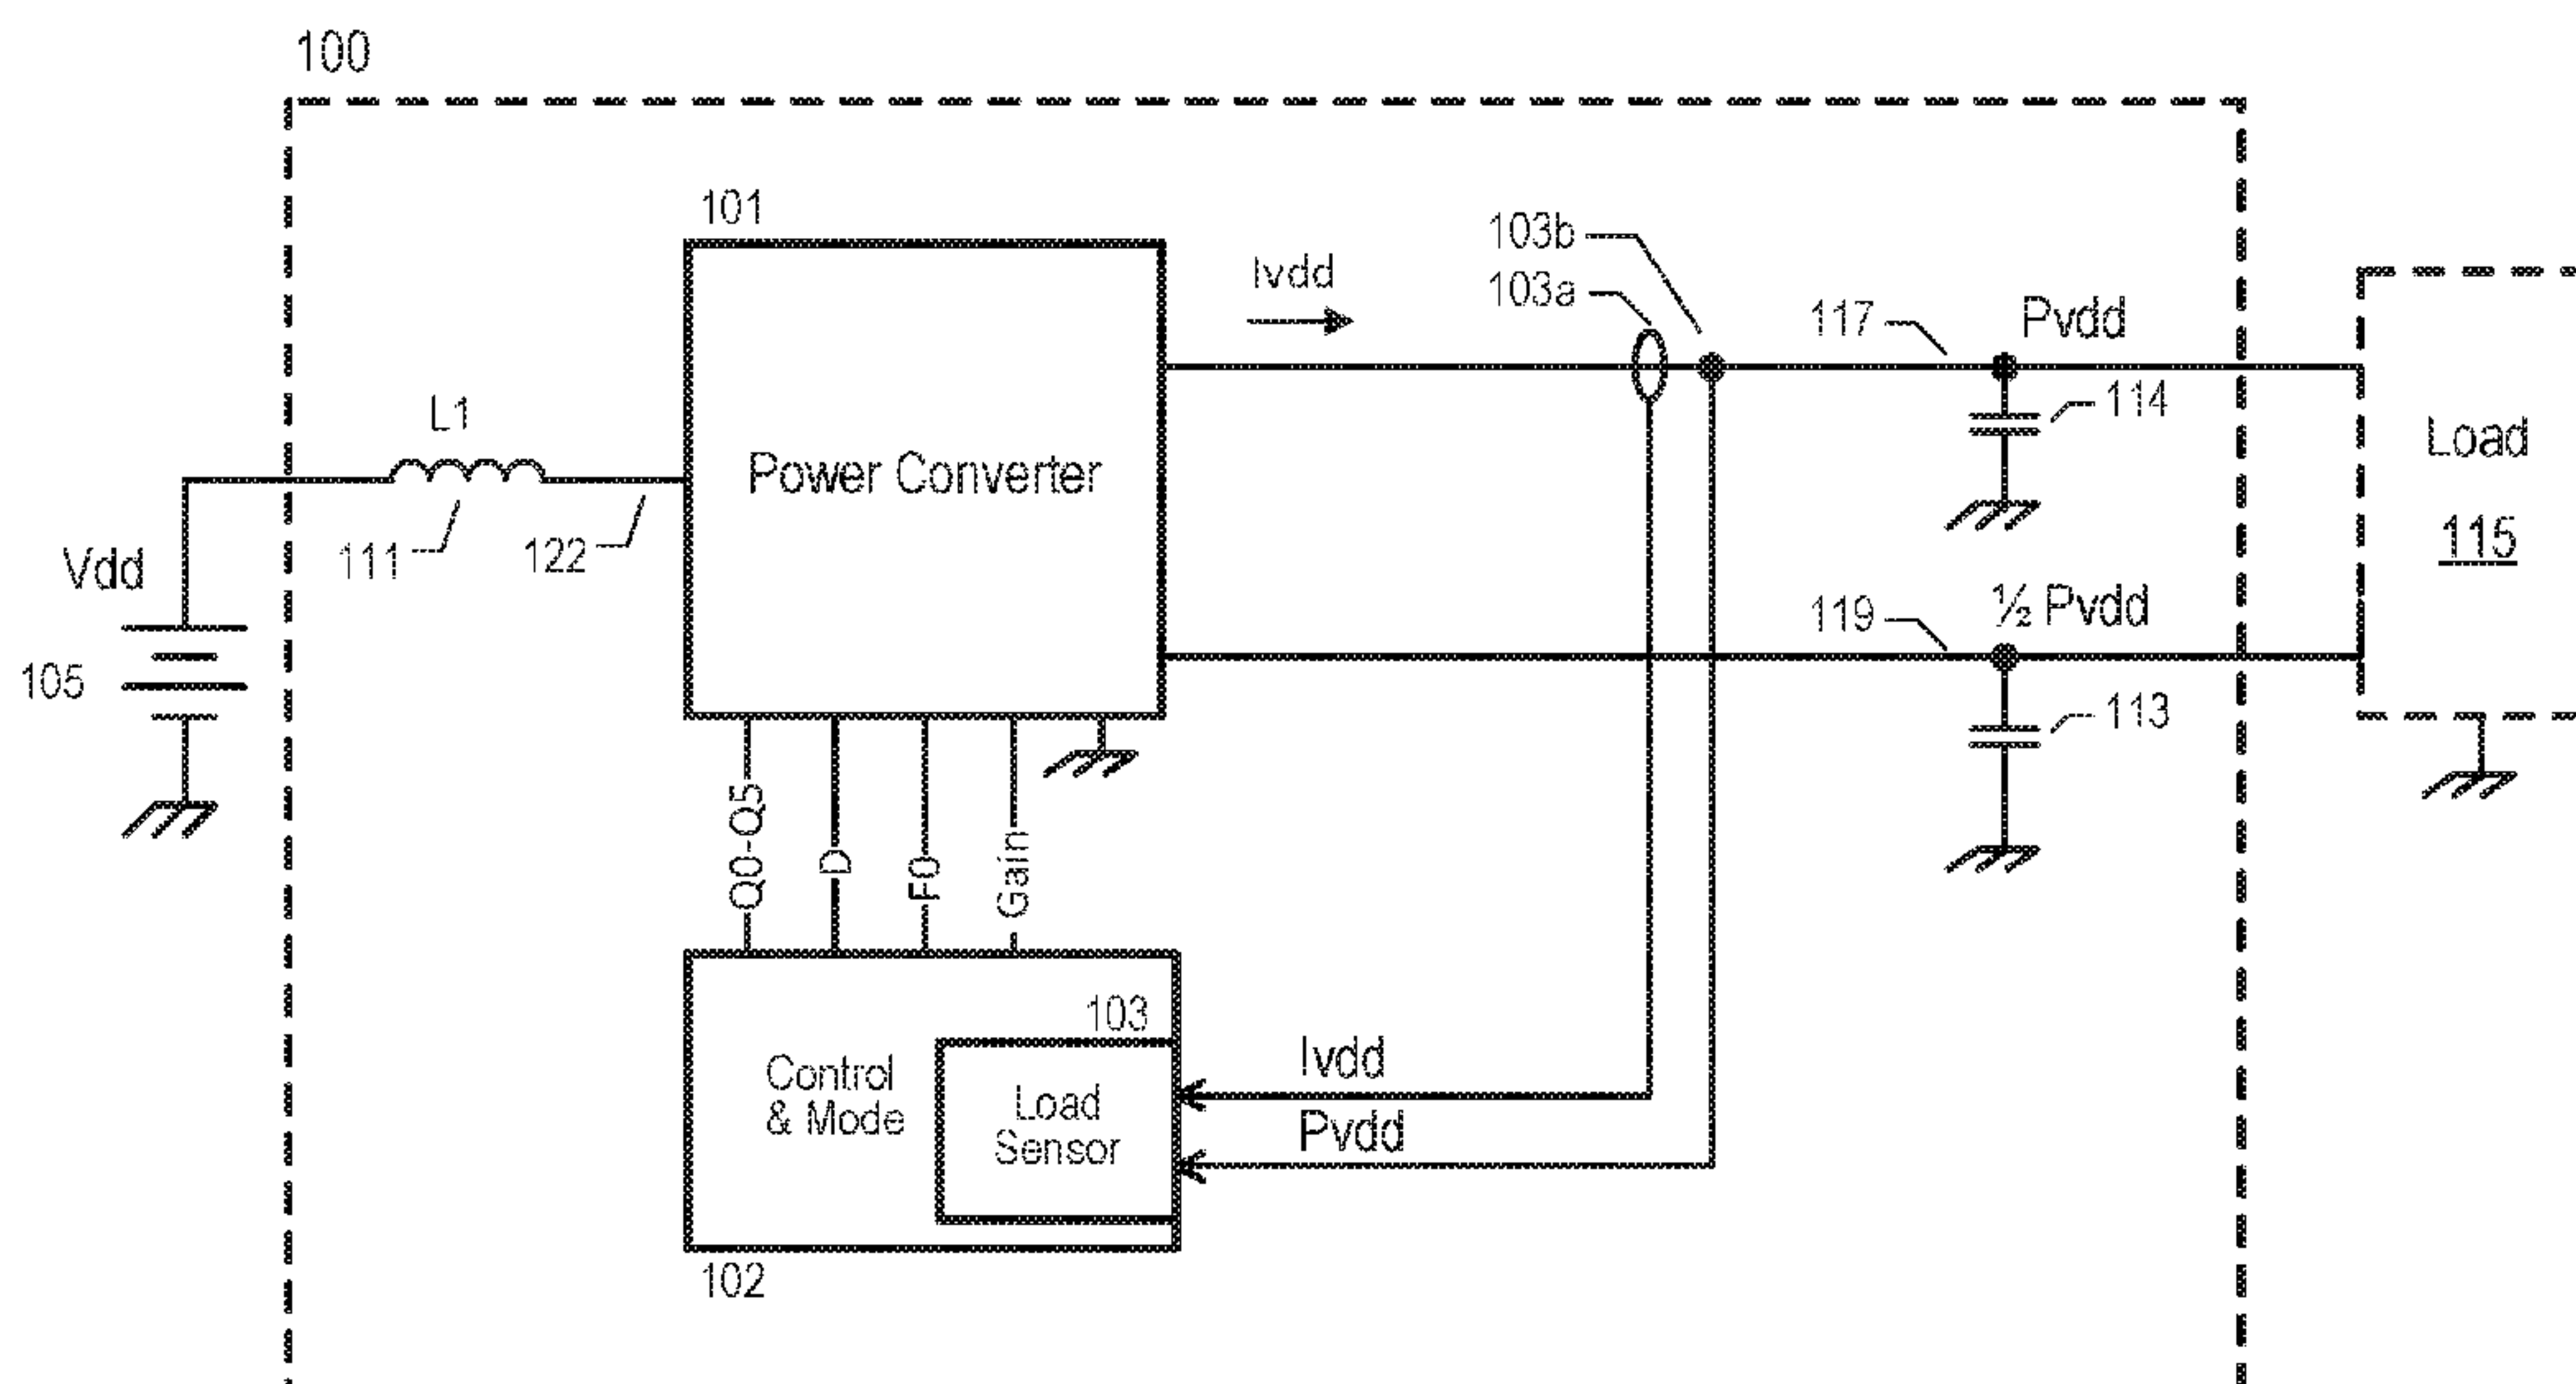 100
101
103b
103a
Ivdd
117
Pvdd
114
L1
Load
115
Power Converter
111
122
Vdd
105
119
½ Pvdd
113
Q0-Q5
D
F0
Gain
103
Control
& Mode
Load
Sensor
Ivdd
Pvdd
102